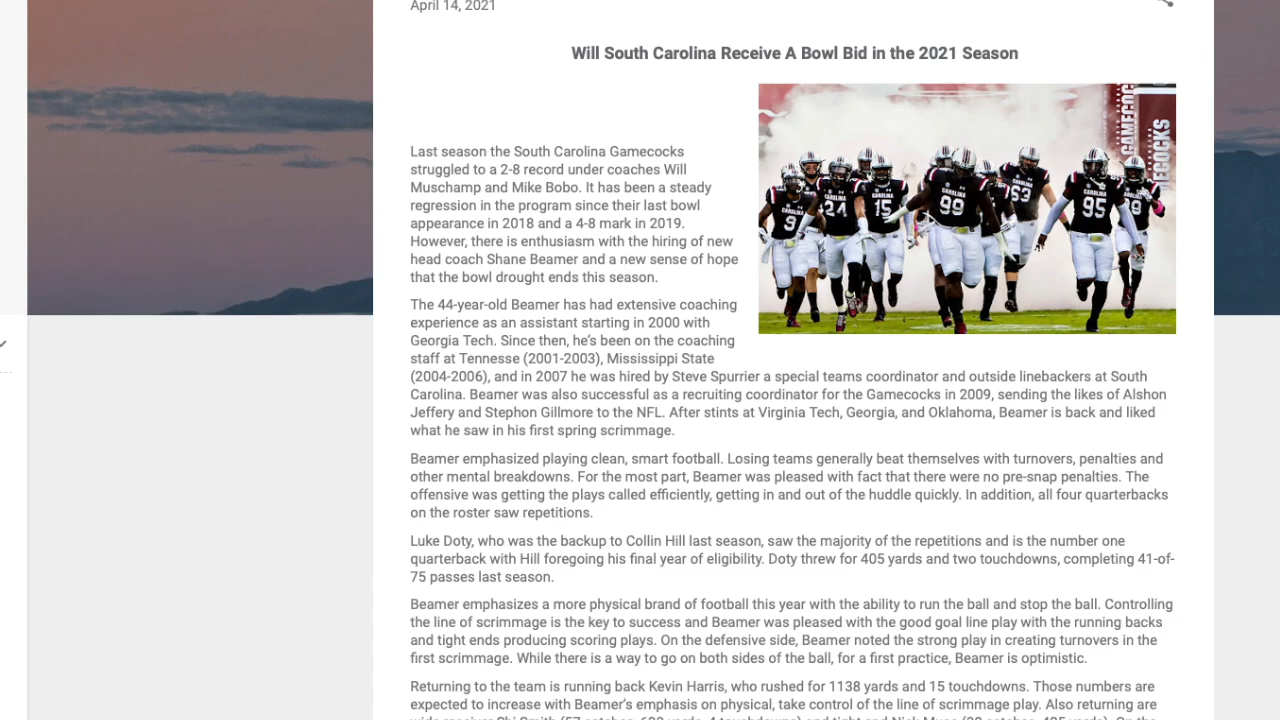 April 14, 2021
Will South Carolina Receive A Bowl Bid in the 2021 Season
GAMECOC
MECOCKS
CAROLINA
9
CAROLINA
24
CAROLINA
15
CAROLINA
99
63
CAROLINA
95
Last season the South Carolina Gamecocks
struggled to a 2-8 record under coaches Will
Muschamp and Mike Bobo. It has been a steady
regression in the program since their last bowl
appearance in 2018 and a 4-8 mark in 2019.
However, there is enthusiasm with the hiring of new
head coach Shane Beamer and a new sense of hope
that the bowl drought ends this season.
The 44-year-old Beamer has had extensive coaching
experience as an assistant starting in 2000 with
Georgia Tech. Since then, he's been on the coaching
staff at Tennesse (2001-2003), Mississippi State
(2004-2006), and in 2007 he was hired by Steve Spurrier a special teams coordinator and outside linebackers at South
Carolina. Beamer was also successful as a recruiting coordinator for the Gamecocks in 2009, sending the likes of Alshon
Jeffery and Stephon Gillmore to the NFL. After stints at Virginia Tech, Georgia, and Oklahoma, Beamer is back and liked
what he saw in his first spring scrimmage.
Beamer emphasized playing clean, smart football. Losing teams generally beat themselves with turnovers, penalties and
other mental breakdowns. For the most part, Beamer was pleased with fact that there were no pre-snap penalties. The
offensive was getting the plays called efficiently, getting in and out of the huddle quickly. In addition, all four quarterbacks
on the roster saw repetitions.
Luke Doty, who was the backup to Collin Hill last season, saw the majority of the repetitions and is the number one
quarterback with Hill foregoing his final year of eligibility. Doty threw for 405 yards and two touchdowns, completing 41-of-
75 passes last season.
Beamer emphasizes a more physical brand of football this year with the ability to run the ball and stop the ball. Controlling
the line of scrimmage is the key to success and Beamer was pleased with the good goal line play with the running backs
and tight ends producing scoring plays. On the defensive side, Beamer noted the strong play in creating turnovers in the
first scrimmage. While there is a way to go on both sides of the ball, for a first practice, Beamer is optimistic.
Returning to the team is running back Kevin Harris, who rushed for 1138 yards and 15 touchdowns. Those numbers are
expected to increase with Beamer's emphasis on physical, take control of the line of scrimmage play. Also returning are